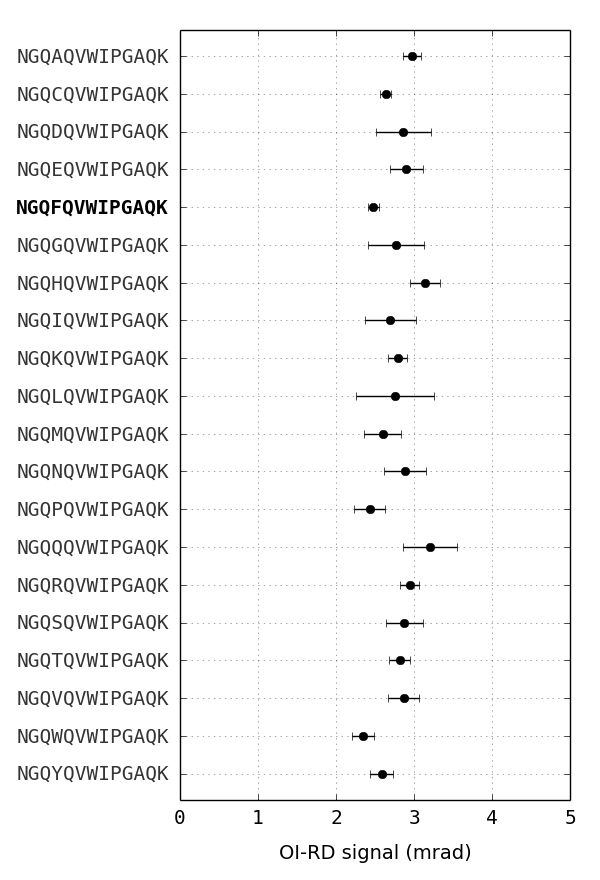 NGQAQVWIPGAQK
NGQCQVWIPGAQK
NGQDQVWIPGAQK
NGQEQVWIPGAQK
NGQFQVWIPGAQK
NGQGQVWIPGAQK
NGQHQVWIPGAQK
NGQIQVWIPGAQK
NGQKQVWIPGAQK
NGQLQVWIPGAQK
NGQMQVWIPGAQK
NGQNQVWIPGAQK
NGQPQVWIPGAQK
NGQQQVWIPGAQK
NGQRQVWIPGAQK
NGQSQVWIPGAQK
NGQTQVWIPGAQK
NGQVQVWIPGAQK
NGQWQVWIPGAQK
NGQYQVWIPGAQK
0 1 2 3 4 5
OI-RD signal (mrad)